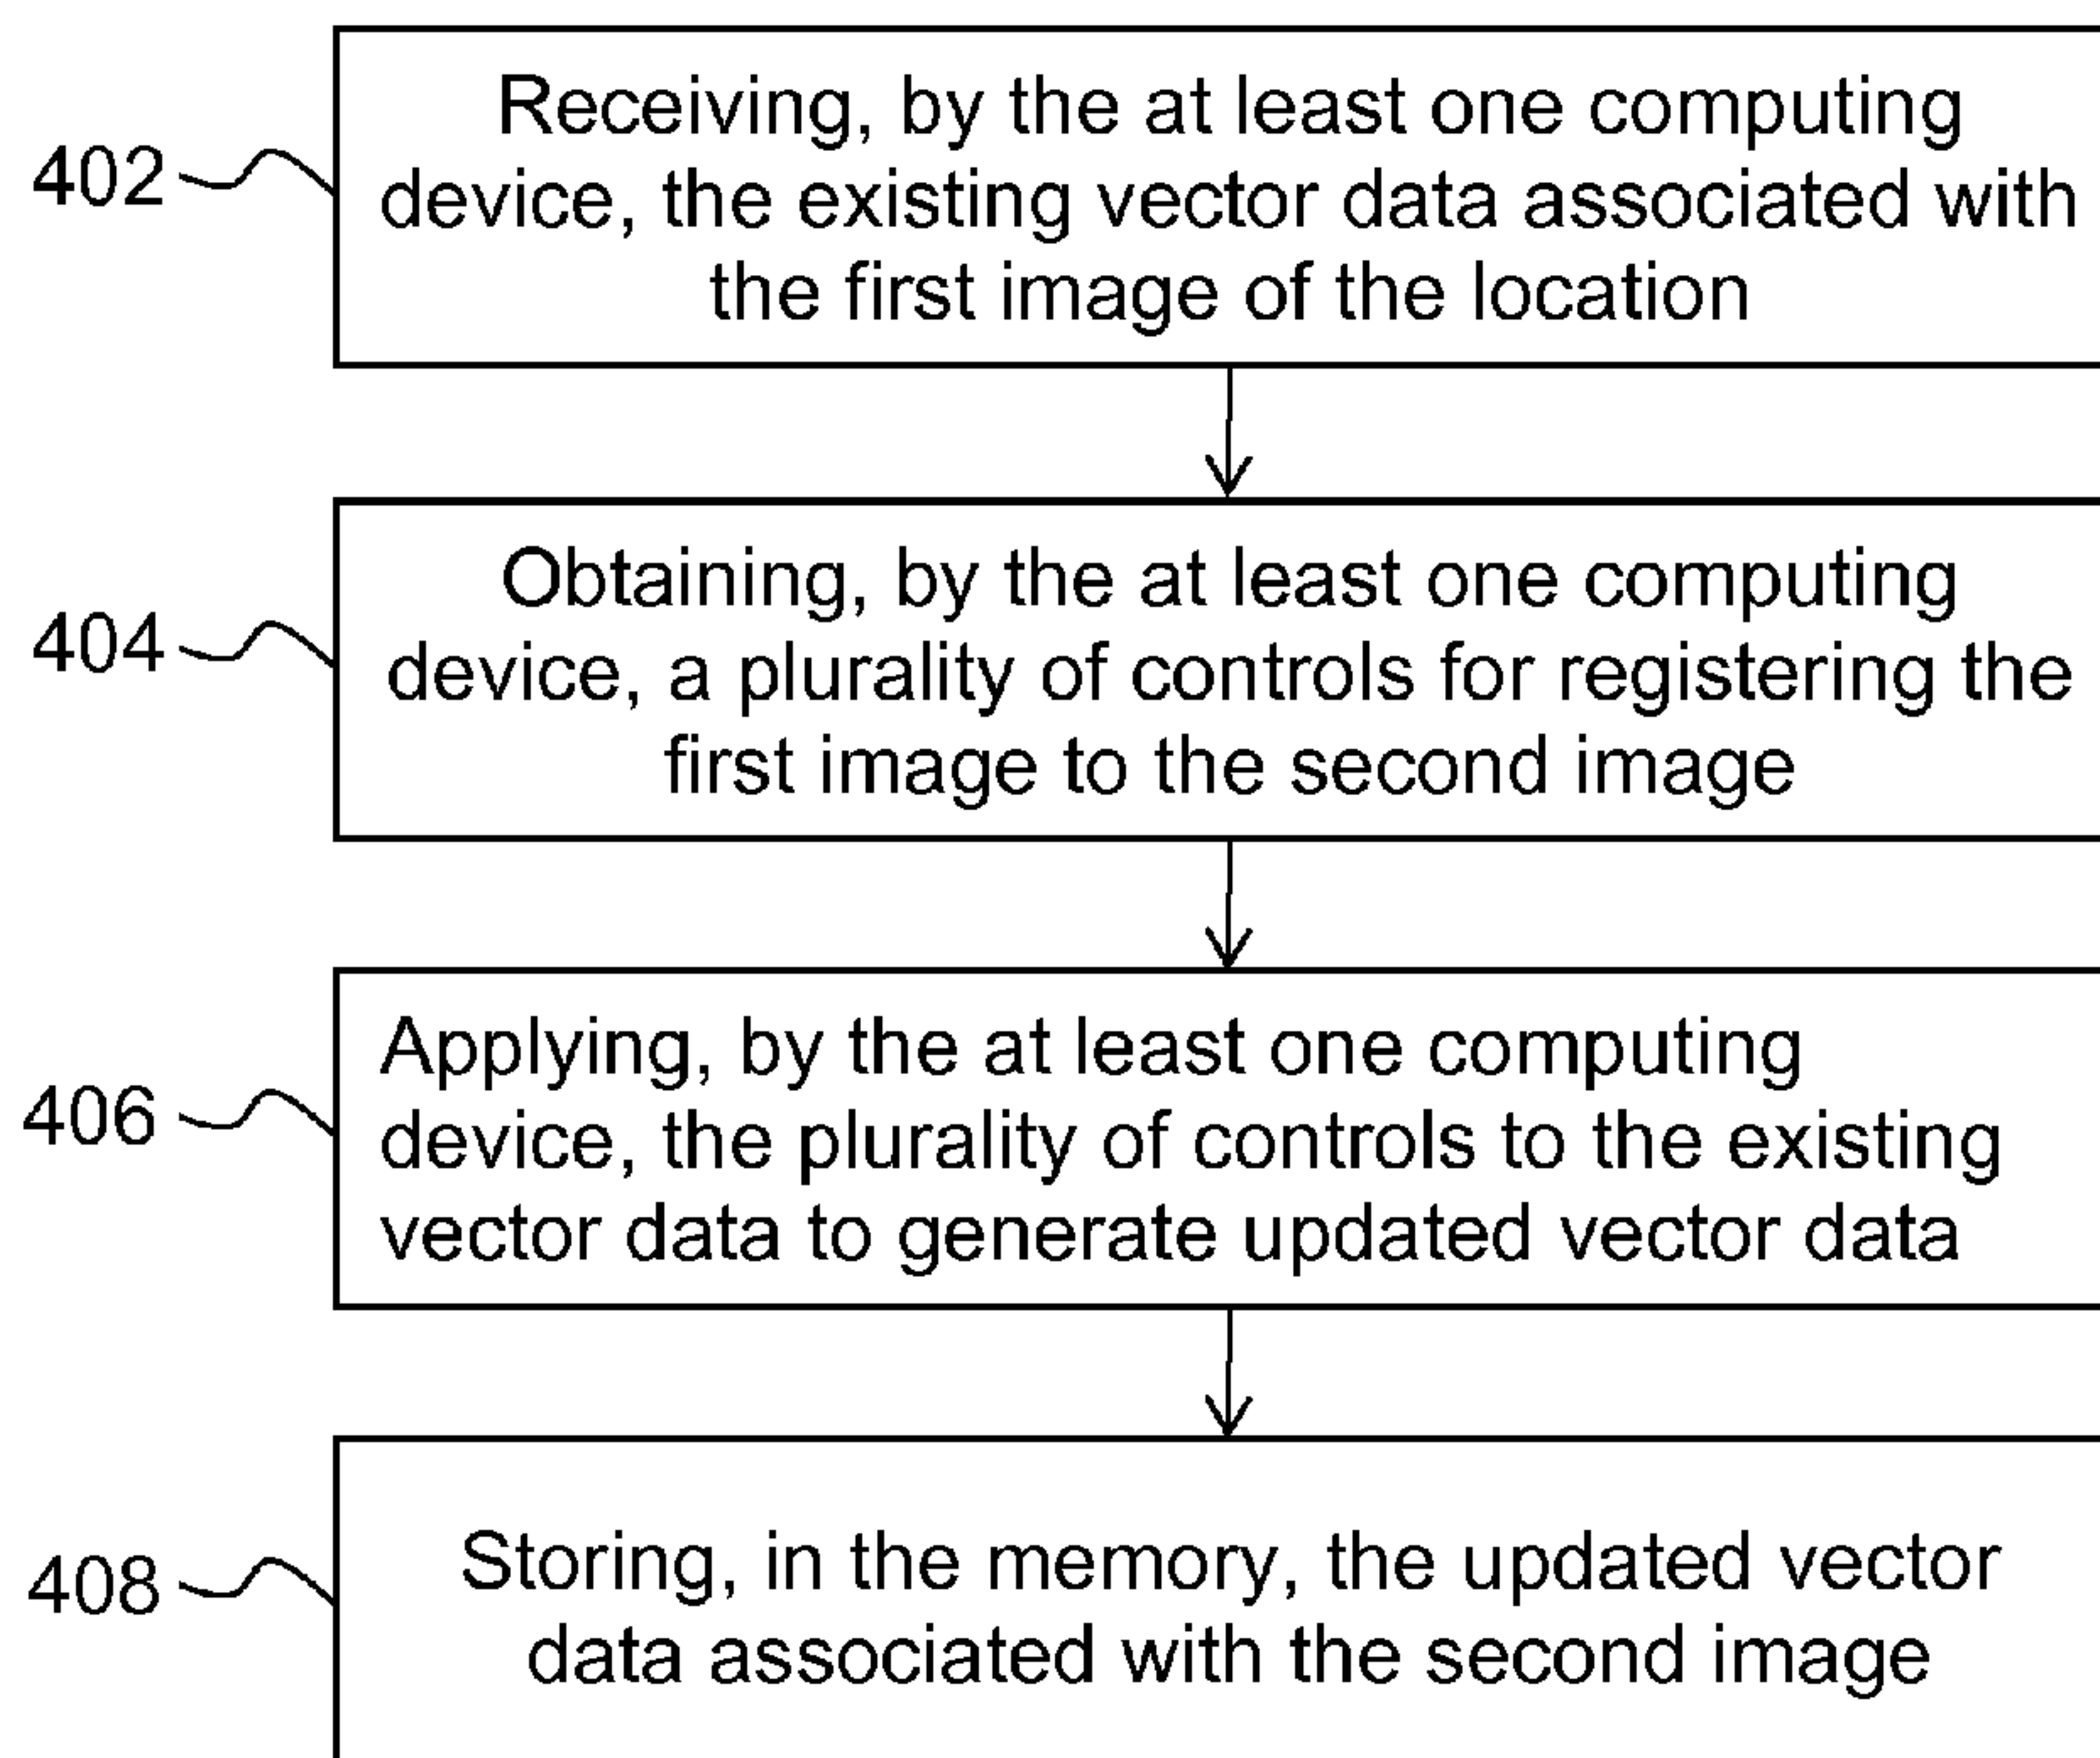 402
Receiving, by the at least one computing
device, the existing vector data associated with
the first image of the location
404
Obtaining, by the at least one computing
device, a plurality of controls for registering the
first image to the second image
406
Applying, by the at least one computing
device, the plurality of controls to the existing
vector data to generate updated vector data
408
Storing, in the memory, the updated vector
data associated with the second image